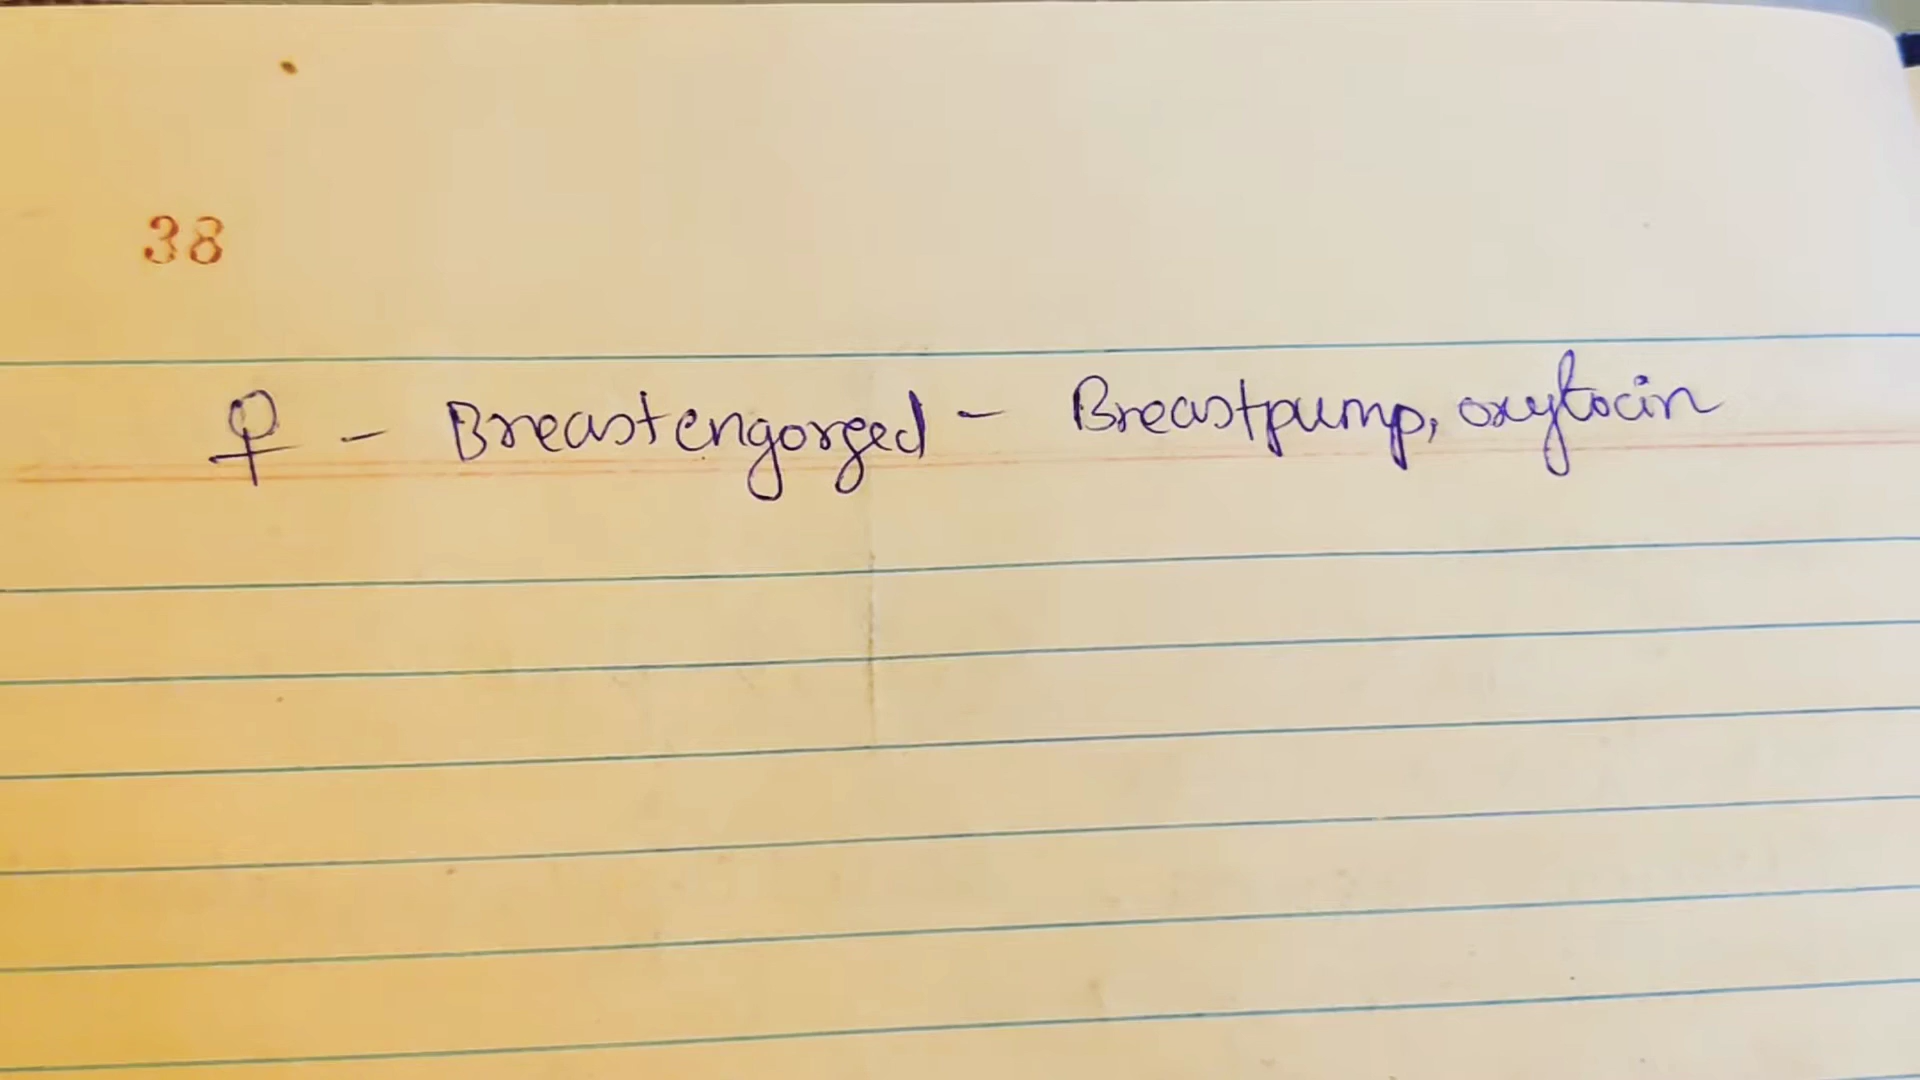 38
♀ - Breast engorged - Breastpump, oxytocin